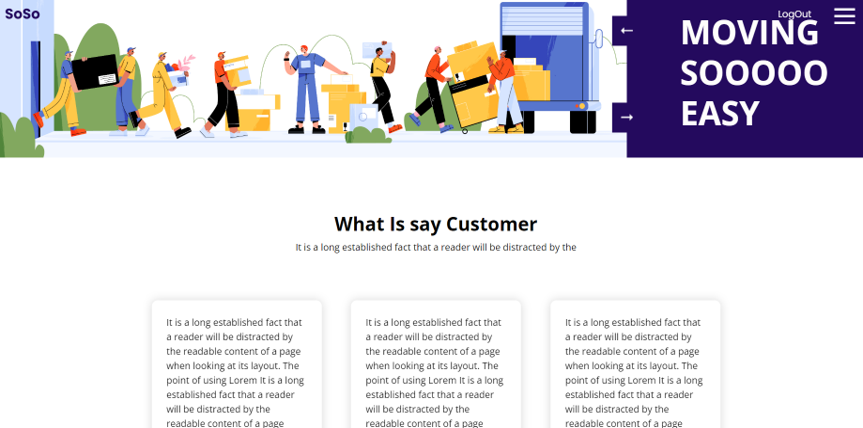 SoSo
LogOut
MOVING
SOOOOO
EASY
What Is say Customer
It is a long established fact that a reader will be distracted by the
It is a long established fact that
a reader will be distracted by
the readable content of a page
when looking at its layout. The
point of using Lorem It is a long
established fact that a reader
will be distracted by the
readable content of a page
It is a long established fact that
a reader will be distracted by
the readable content of a page
when looking at its layout. The
point of using Lorem It is a long
established fact that a reader
will be distracted by the
readable content of a page
It is a long established fact that
a reader will be distracted by
the readable content of a page
when looking at its layout. The
point of using Lorem It is a long
established fact that a reader
will be distracted by the
readable content of a page